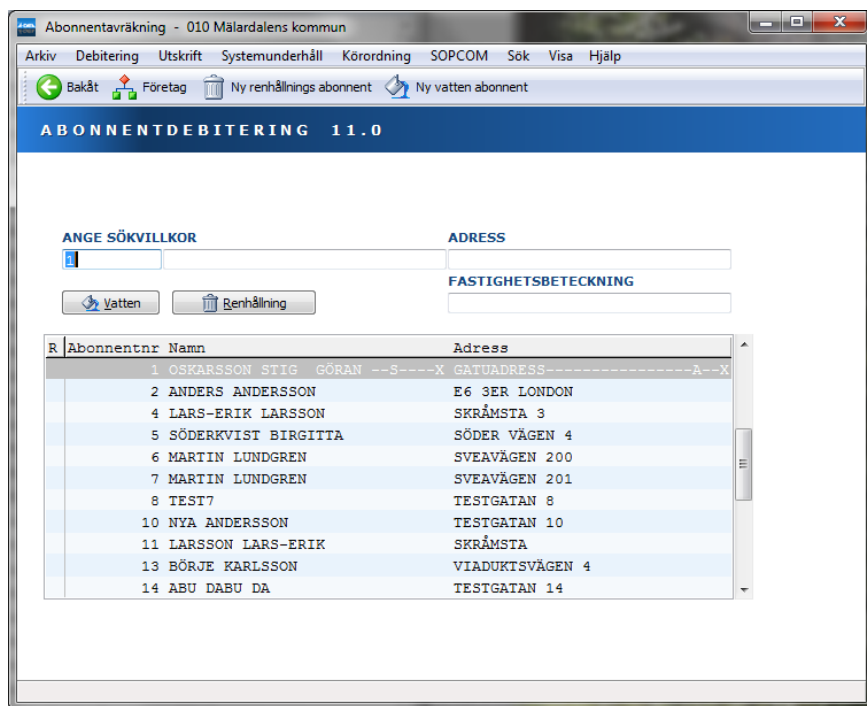 Abonnentavräkning - 010 Mälardalens kommun
Arkiv Debitering Utskrift Systemunderhåll Körordning SOPCOM Sök Visa Hjälp
Bakåt Företag Ny renhållnings abonnent Ny vatten abonnent
ABONNENTDEBITERING 11.0
ANGE SÖKVILLKOR ADRESS
1
FASTIGHETSBETECKNING
Vatten Renhållning
R Abonnentnr Namn Adress
1 OSKARSSON STIG GÖRAN --S----X GATUADRESS----------------A--X
2 ANDERS ANDERSSON E6 3ER LONDON
4 LARS-ERIK LARSSON SKRÅMSTA 3
5 SÖDERKVIST BIRGITTA SÖDER VÄGEN 4
6 MARTIN LUNDGREN SVEAVÄGEN 200
7 MARTIN LUNDGREN SVEAVÄGEN 201
8 TEST7 TESTGATAN 8
10 NYA ANDERSSON TESTGATAN 10
11 LARSSON LARS-ERIK SKRÅMSTA
13 BÖRJE KARLSSON VIADUKTSVÄGEN 4
14 ABU DABU DA TESTGATAN 14